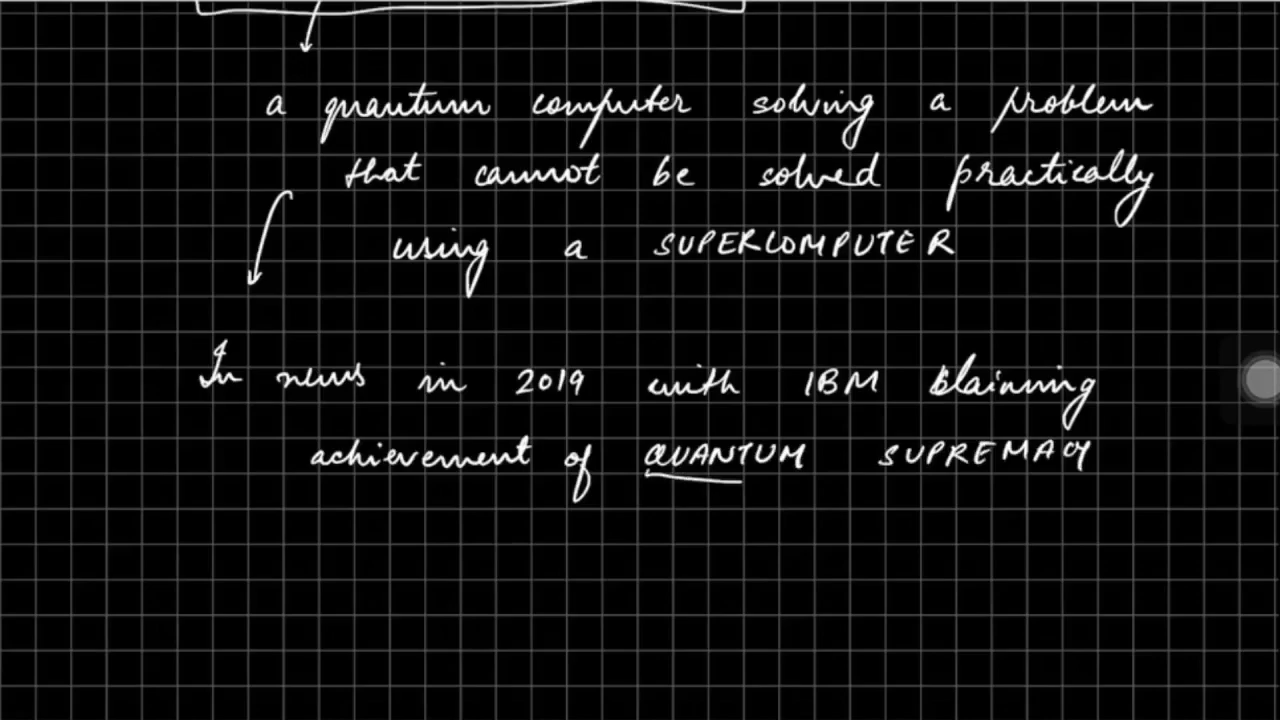 a quantum computer solving a problem
that cannot be solved practically
using a SUPERCOMPUTER
In news in 2019 with IBM claiming
achievement of QUANTUM SUPREMACY